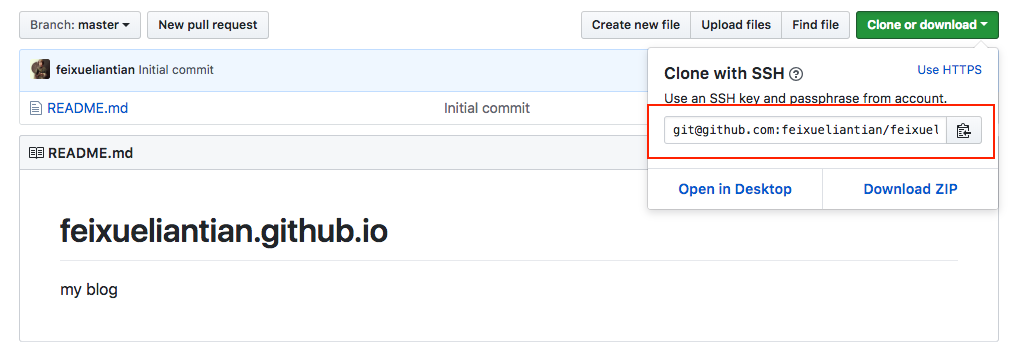 Branch: master New pull request Create new file Upload files Find file Clone or download
feixueliantian Initial commit
Clone with SSH ? Use HTTPS
Use an SSH key and passphrase from account.
README.md Initial commit
git@github.com:feixueliantian/feixuel
README.md
Open in Desktop Download ZIP
feixueliantian.github.io
my blog